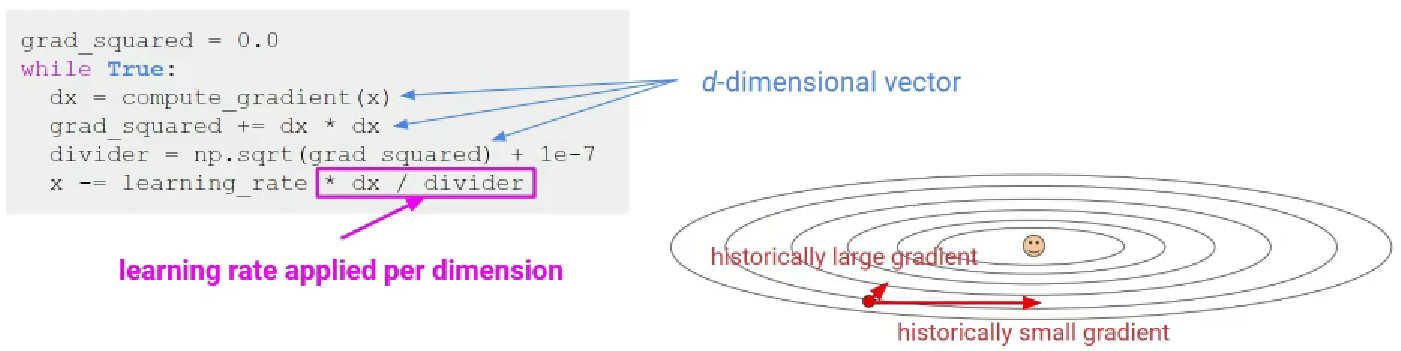 grad_squared = 0.0
while True:
dx = compute_gradient(x)
grad_squared += dx * dx
divider = np.sqrt(grad_squared) + 1e-7
x -= learning_rate * dx / divider
d-dimensional vector
learning rate applied per dimension
historically large gradient
historically small gradient